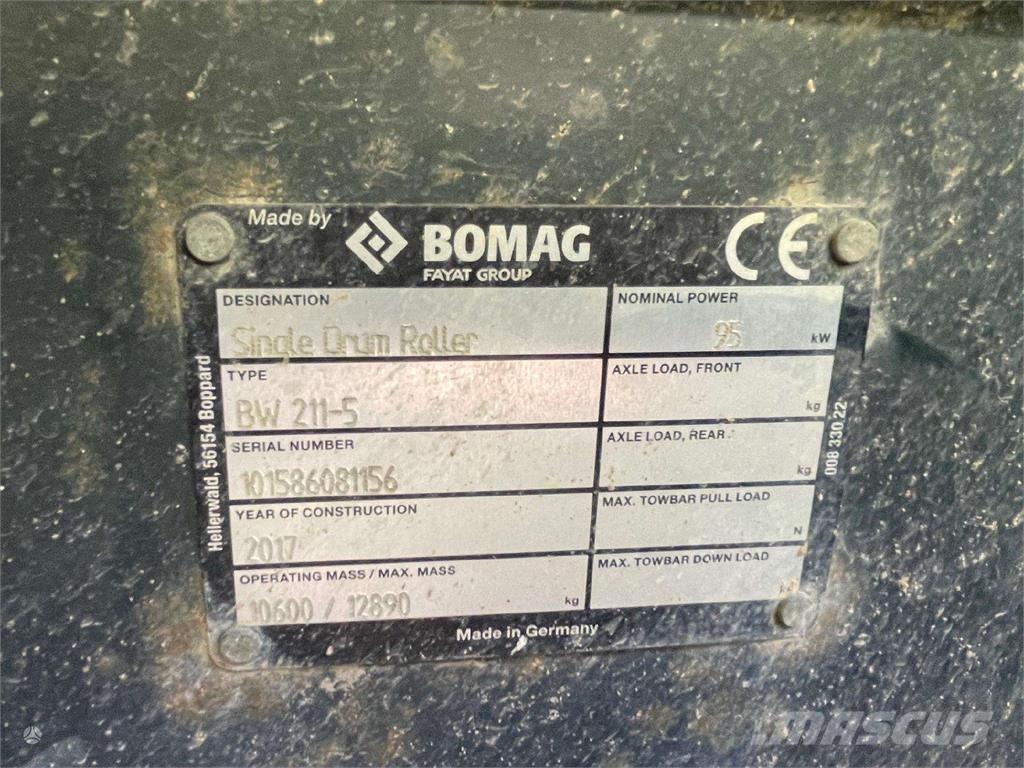 Made by
BOMAG
FAYAT GROUP
CE
DESIGNATION
Single Drum Roller
NOMINAL POWER
95 kW
TYPE
BW 211-5
AXLE LOAD, FRONT
kg
SERIAL NUMBER
101586081156
AXLE LOAD, REAR
kg
YEAR OF CONSTRUCTION
2017
MAX. TOWBAR PULL LOAD
N
OPERATING MASS / MAX. MASS
10600 / 12890 kg
MAX. TOWBAR DOWN LOAD
kg
Made in Germany
Hellerwald, 56154 Boppard
008 330 22
MASCUS